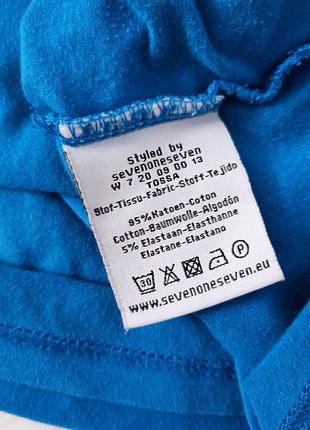 Styled by
sevenoneseven
W 7 20 09 00 13
TOSSA
Stof-Tissu-Fabric-Stoff-Tejido
95% Katoen-Coton
Cotton-Baumwolle-Algodón
5% Elastaan-Elasthanne
Elastane-Elastano
30 P
www.sevenoneseven.eu